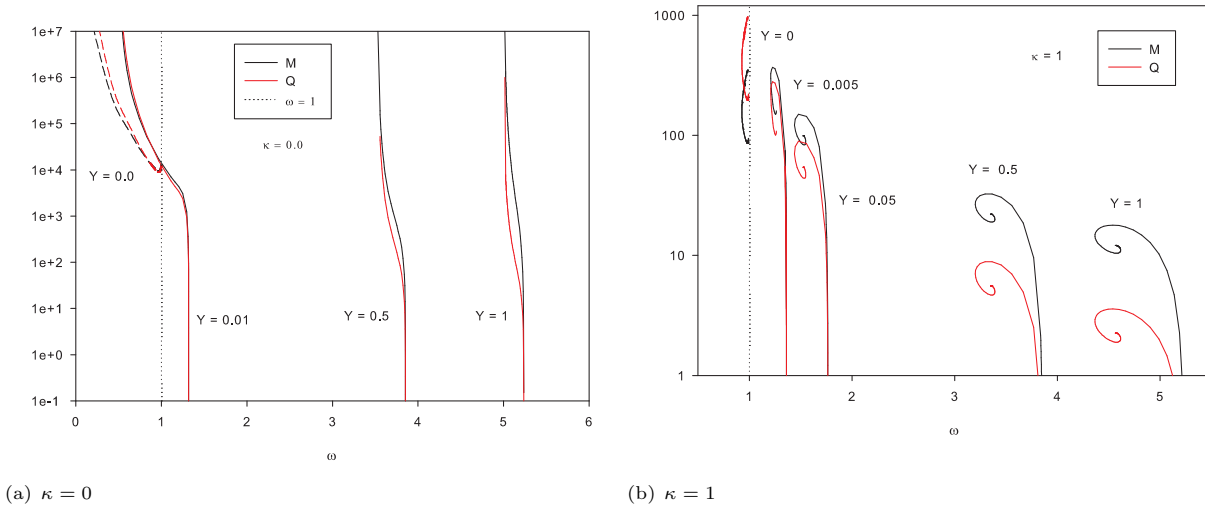 1e+7
1e+6
1e+5
1e+4
1e+3
1e+2
1e+1
1e+0
1e-1
M
Q
ω = 1
κ = 0.0
Y = 0.0
Y = 0.01
Y = 0.5
Y = 1
0 1 2 3 4 5 6
ω
(a) κ = 0
1000
100
10
1
Y = 0
κ = 1
M
Q
Y = 0.005
Y = 0.05
Y = 0.5
Y = 1
1 2 3 4 5
ω
(b) κ = 1